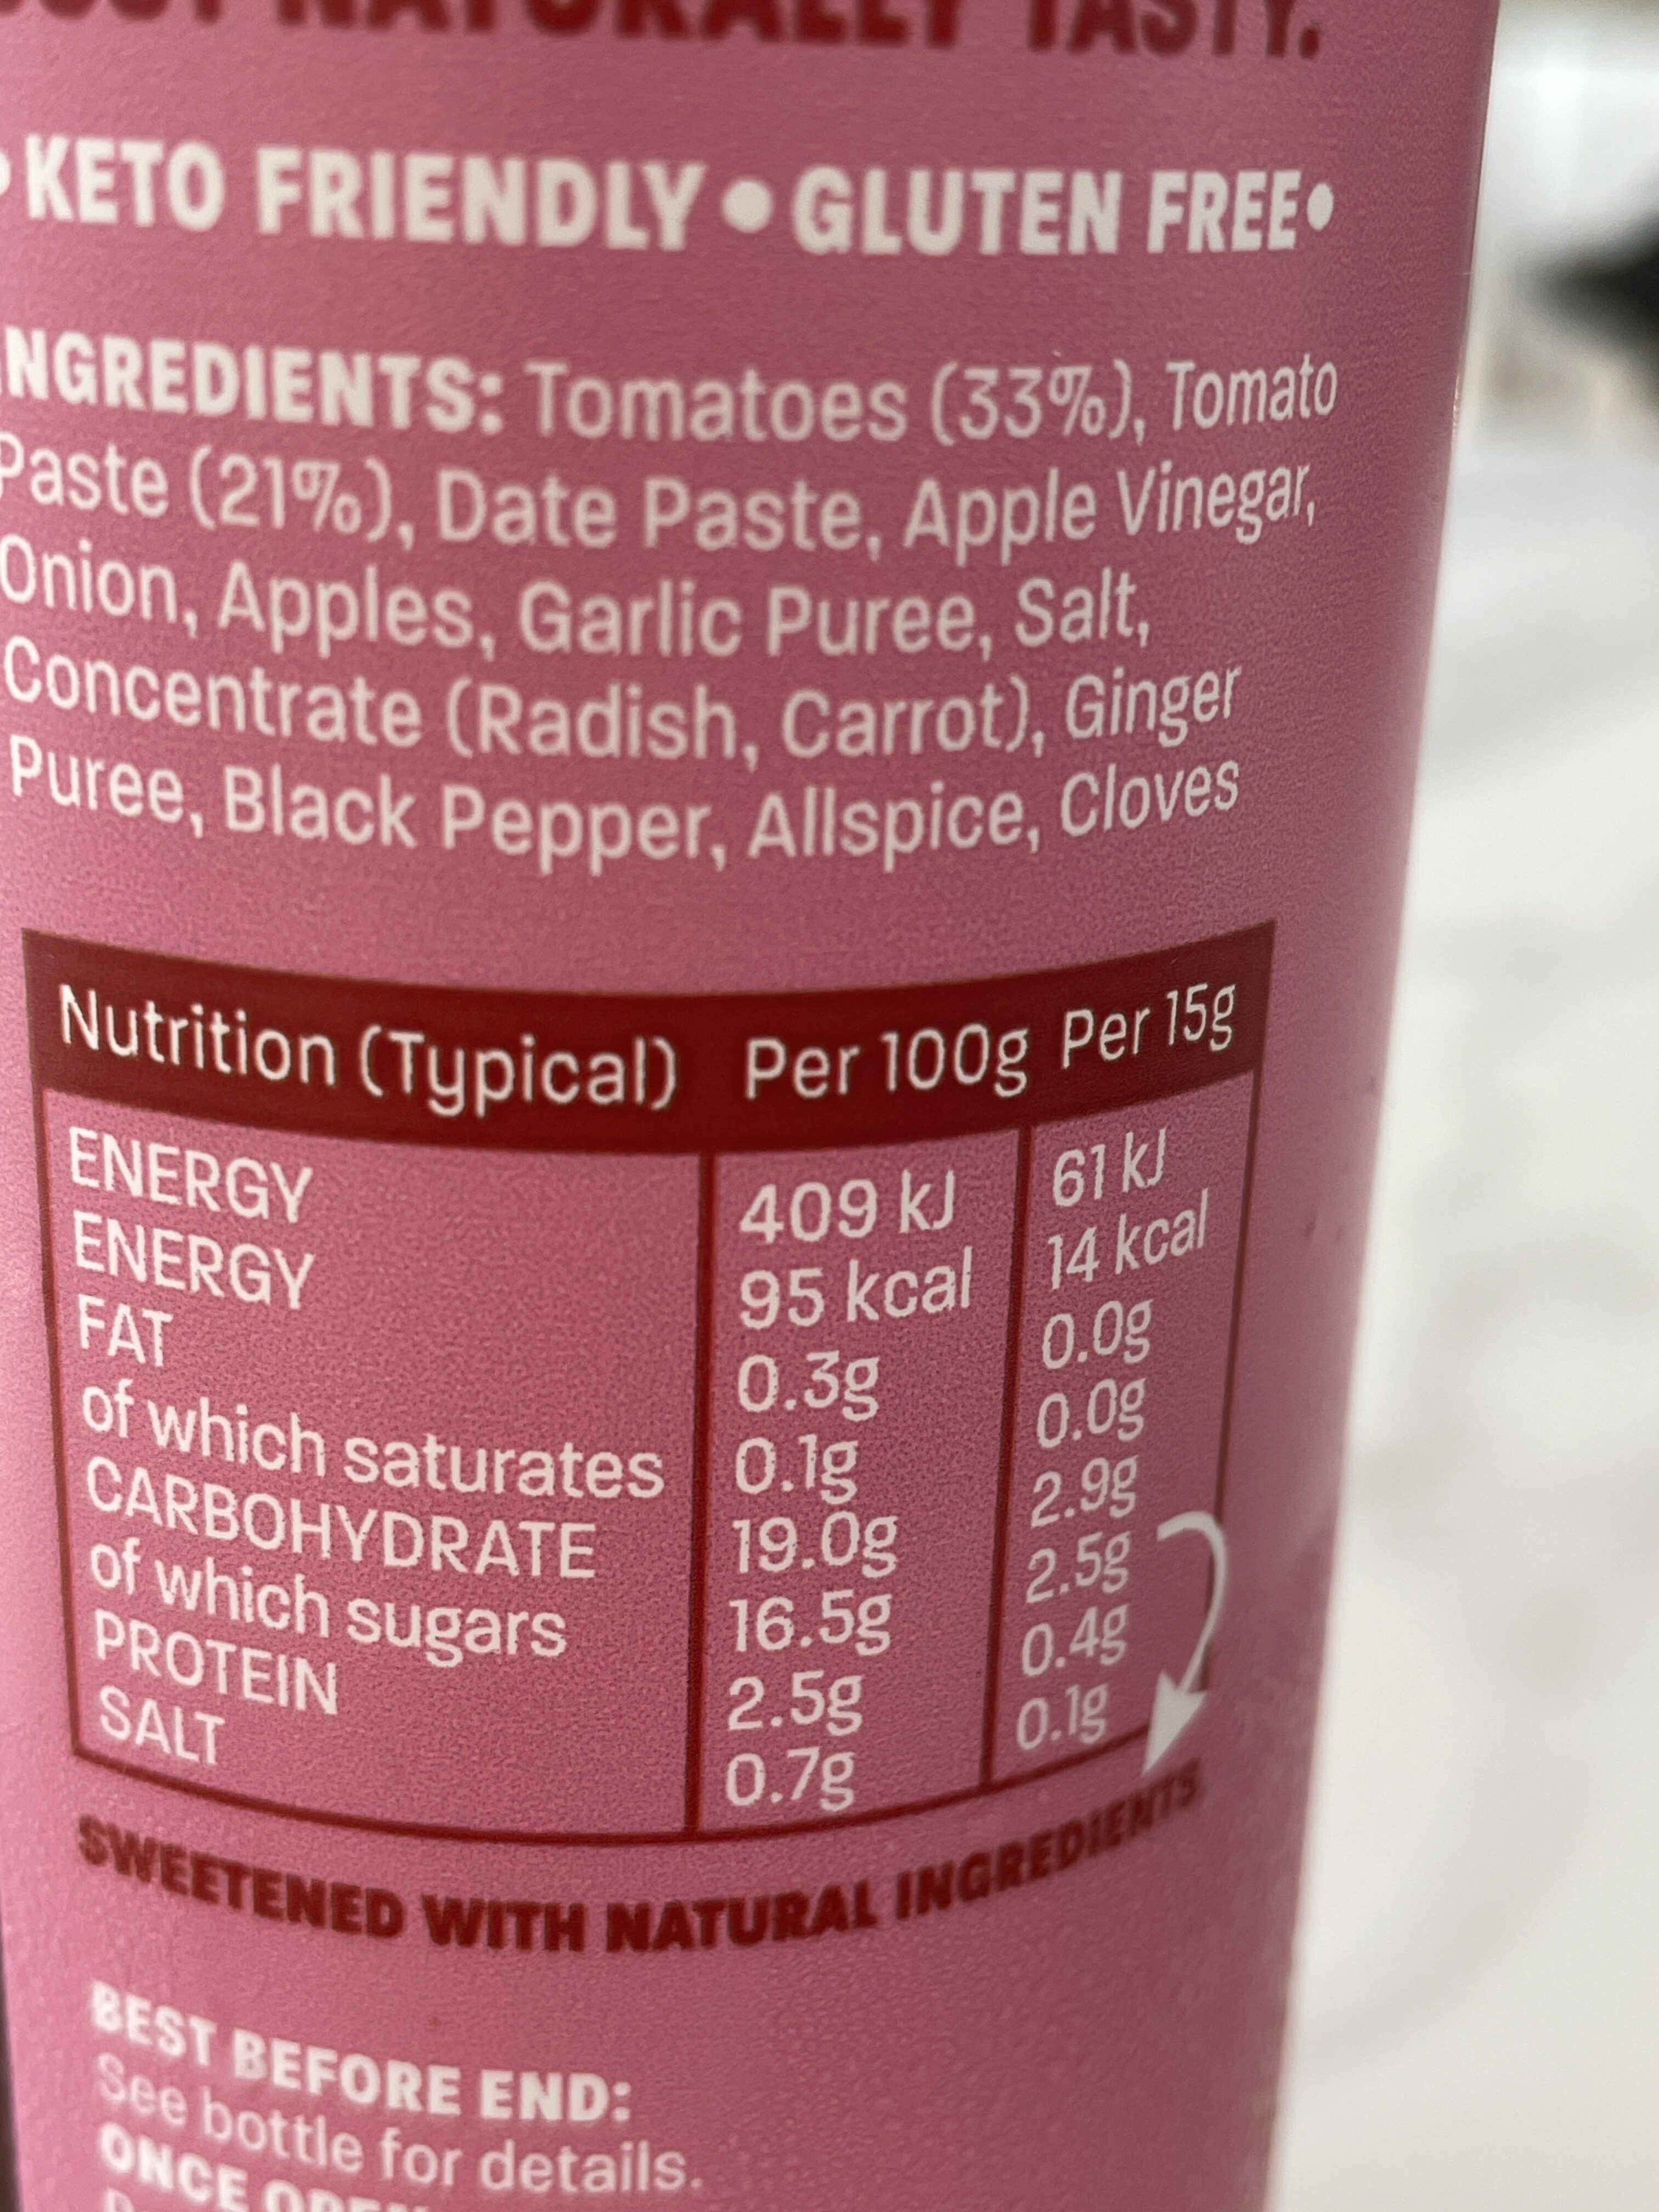 NATURALLY TASTY.
• KETO FRIENDLY • GLUTEN FREE •
INGREDIENTS: Tomatoes (33%), Tomato
Paste (21%), Date Paste, Apple Vinegar,
Onion, Apples, Garlic Puree, Salt,
Concentrate (Radish, Carrot), Ginger
Puree, Black Pepper, Allspice, Cloves
Nutrition (Typical) Per 100g Per 15g
ENERGY 409 kJ 61 kJ
ENERGY 95 kcal 14 kcal
FAT 0.3g 0.0g
of which saturates 0.1g 0.0g
CARBOHYDRATE 19.0g 2.9g
of which sugars 16.5g 2.5g
PROTEIN 2.5g 0.4g
SALT 0.7g 0.1g
SWEETENED WITH NATURAL INGREDIENTS
BEST BEFORE END:
See bottle for details.
ONCE